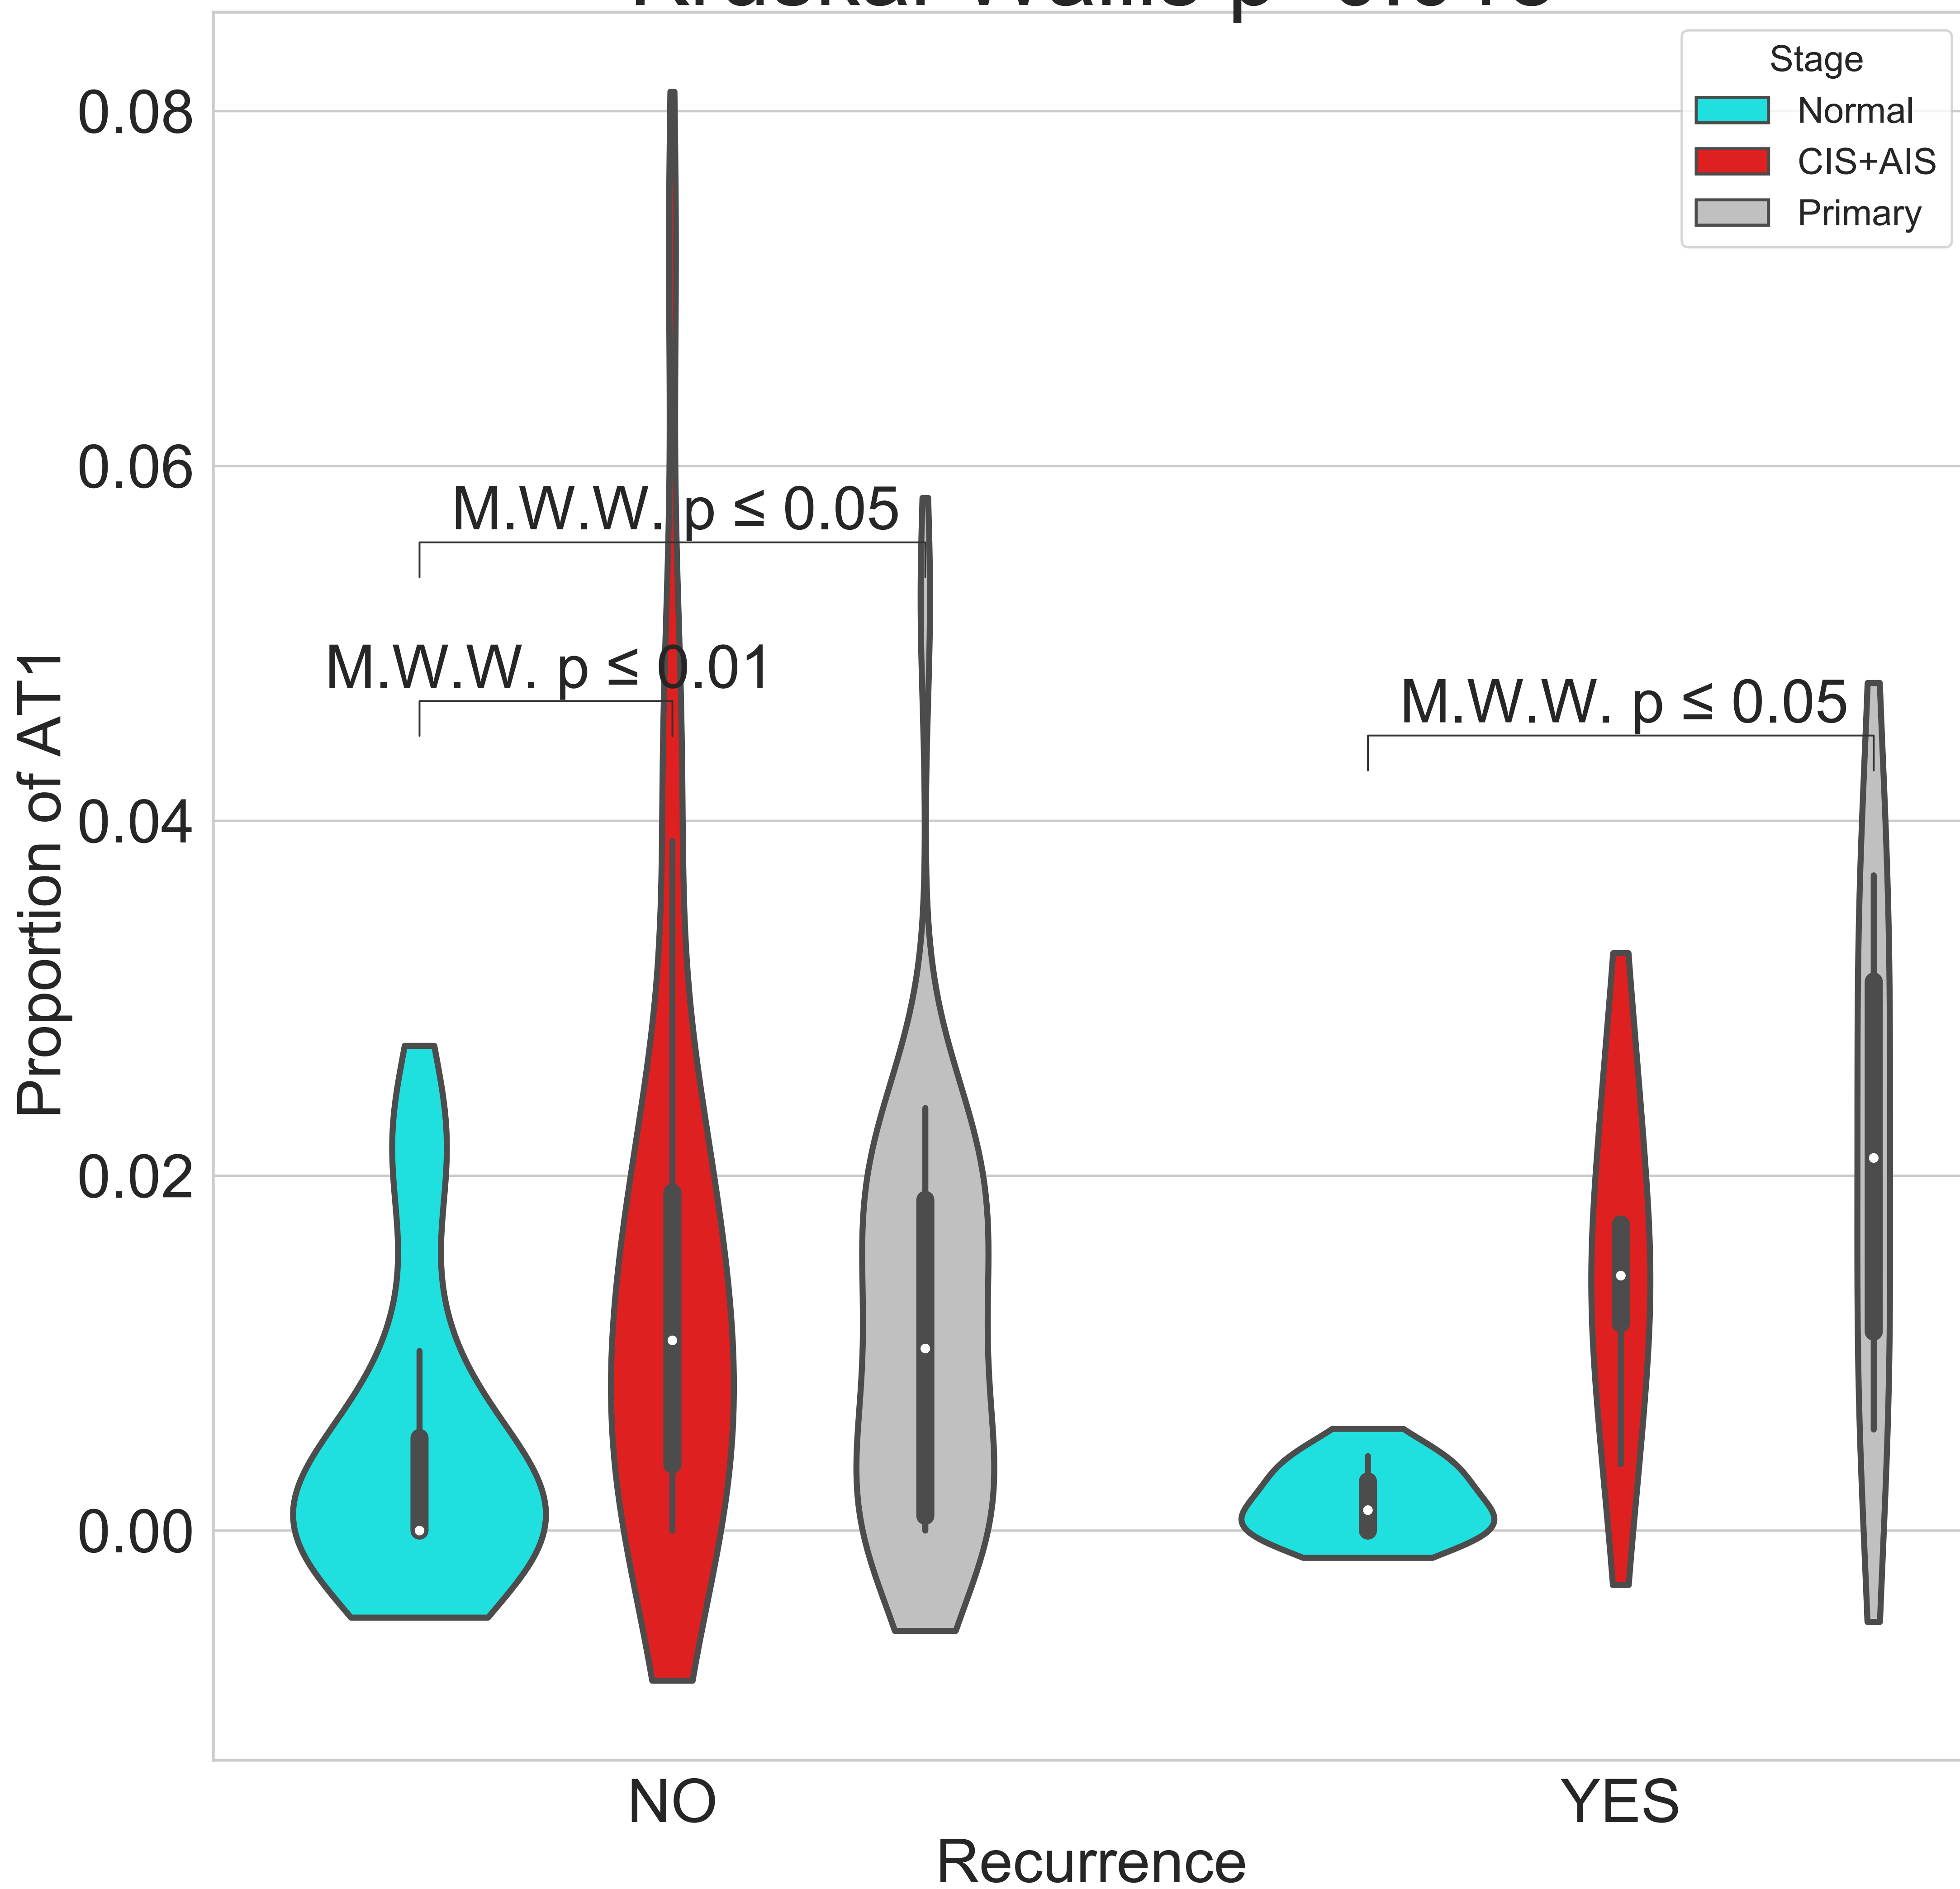 Stage
Normal
CIS+AIS
Primary
0.08
0.06
0.04
0.02
0.00
Proportion of AT1
M.W.W. p ≤ 0.05
M.W.W. p ≤ 0.01
M.W.W. p ≤ 0.05
NO
YES
Recurrence